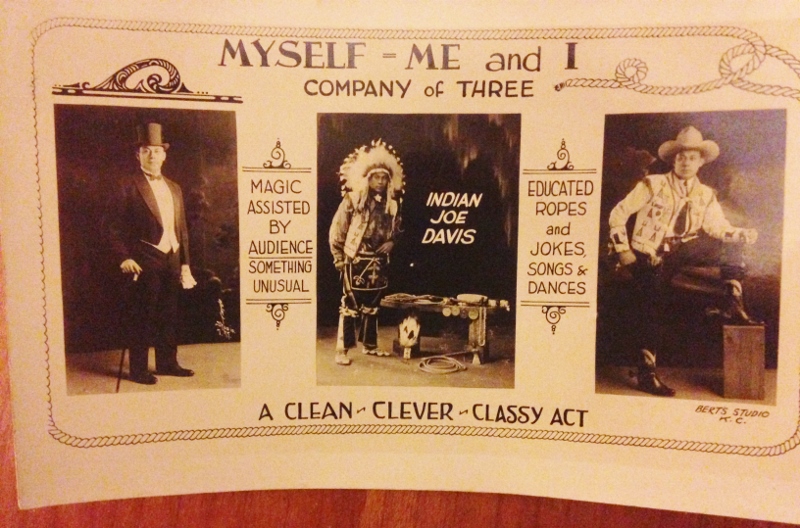 MYSELF = ME and I
COMPANY of THREE
MAGIC
ASSISTED
BY
AUDIENCE
SOMETHING
UNUSUAL
INDIAN
JOE
DAVIS
EDUCATED
ROPES
and
JOKES,
SONGS &
DANCES
A CLEAN ~ CLEVER ~ CLASSY ACT
BERT'S STUDIO
K.C.